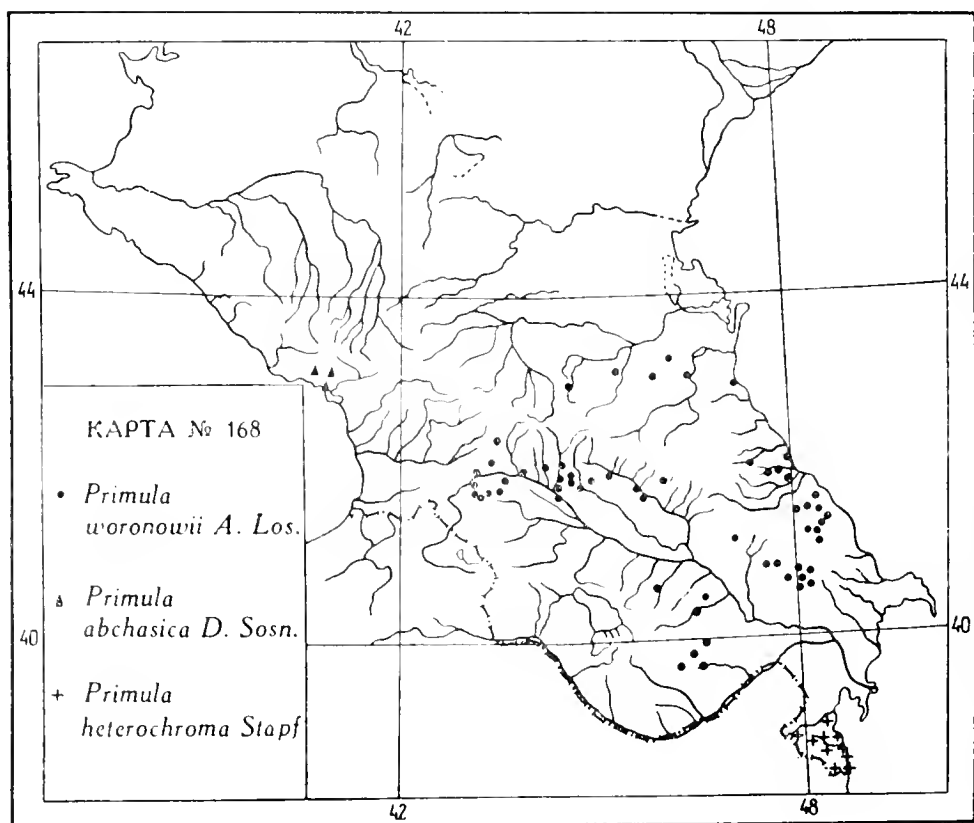 42 48
44 44
КАРТА № 168
• Primula
woronowii A. Los.
▲ Primula
abchasica D. Sosn.
+ Primula
heterochroma Stapf
40 40
42 48